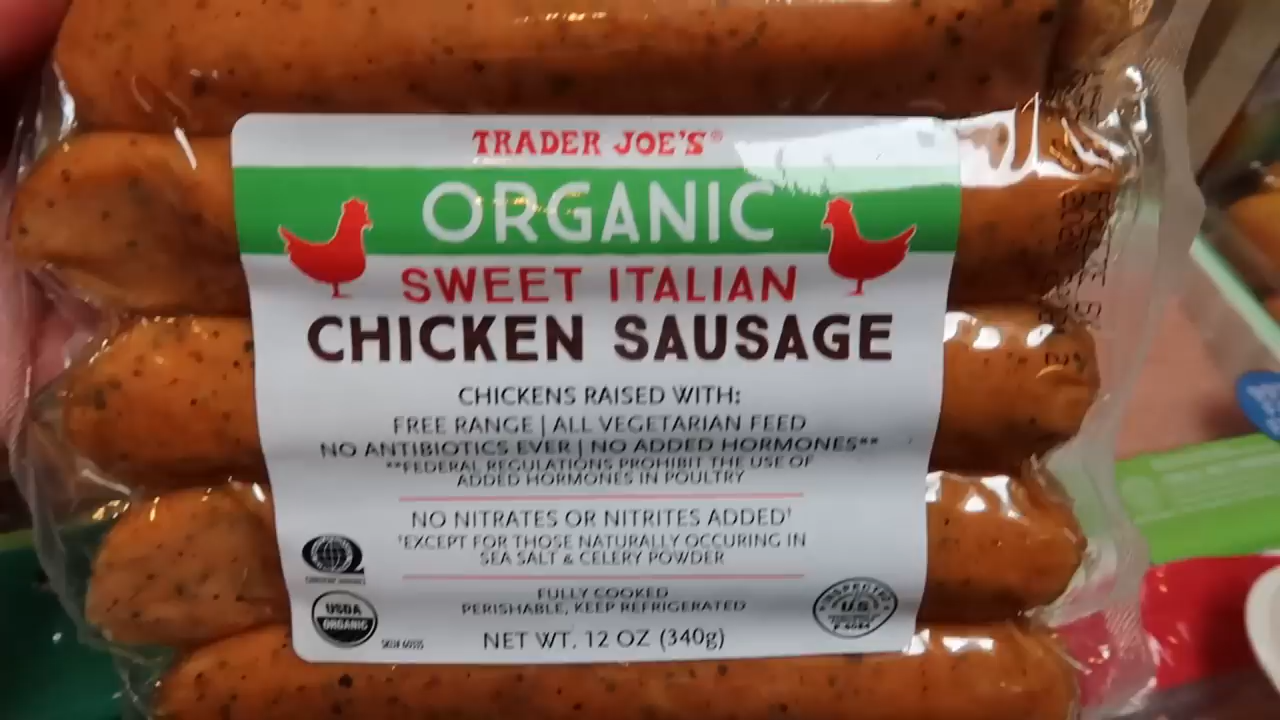 TRADER JOE'S®
ORGANIC
SWEET ITALIAN
CHICKEN SAUSAGE
CHICKENS RAISED WITH:
FREE RANGE | ALL VEGETARIAN FEED
NO ANTIBIOTICS EVER | NO ADDED HORMONES**
**FEDERAL REGULATIONS PROHIBIT THE USE OF
ADDED HORMONES IN POULTRY
NO NITRATES OR NITRITES ADDED†
†EXCEPT FOR THOSE NATURALLY OCCURING IN
SEA SALT & CELERY POWDER
FULLY COOKED
PERISHABLE, KEEP REFRIGERATED
NET WT. 12 OZ (340g)
USDA
ORGANIC
U.S